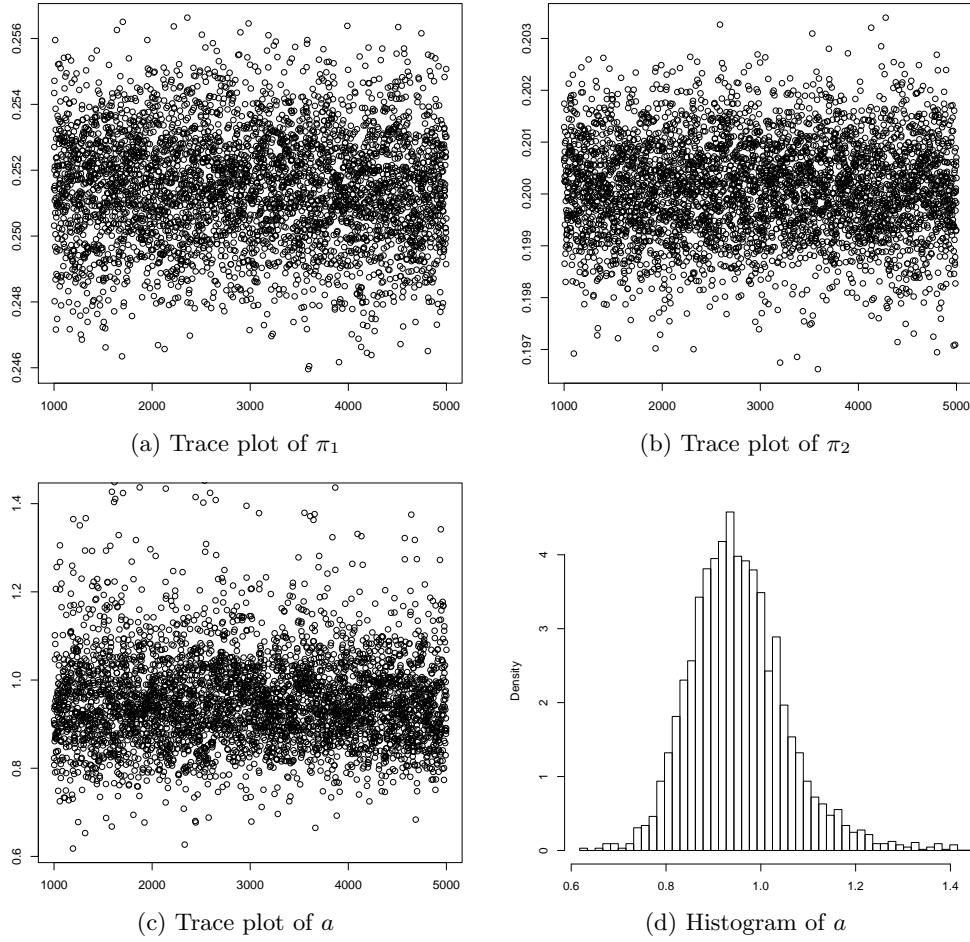 0.256
0.254
0.252
0.250
0.248
0.246
1000 2000 3000 4000 5000
(a) Trace plot of π₁
0.203
0.202
0.201
0.200
0.199
0.198
0.197
1000 2000 3000 4000 5000
(b) Trace plot of π₂
1.4
1.2
1.0
0.8
0.6
1000 2000 3000 4000 5000
(c) Trace plot of a
Density
4
3
2
1
0
0.6 0.8 1.0 1.2 1.4
(d) Histogram of a